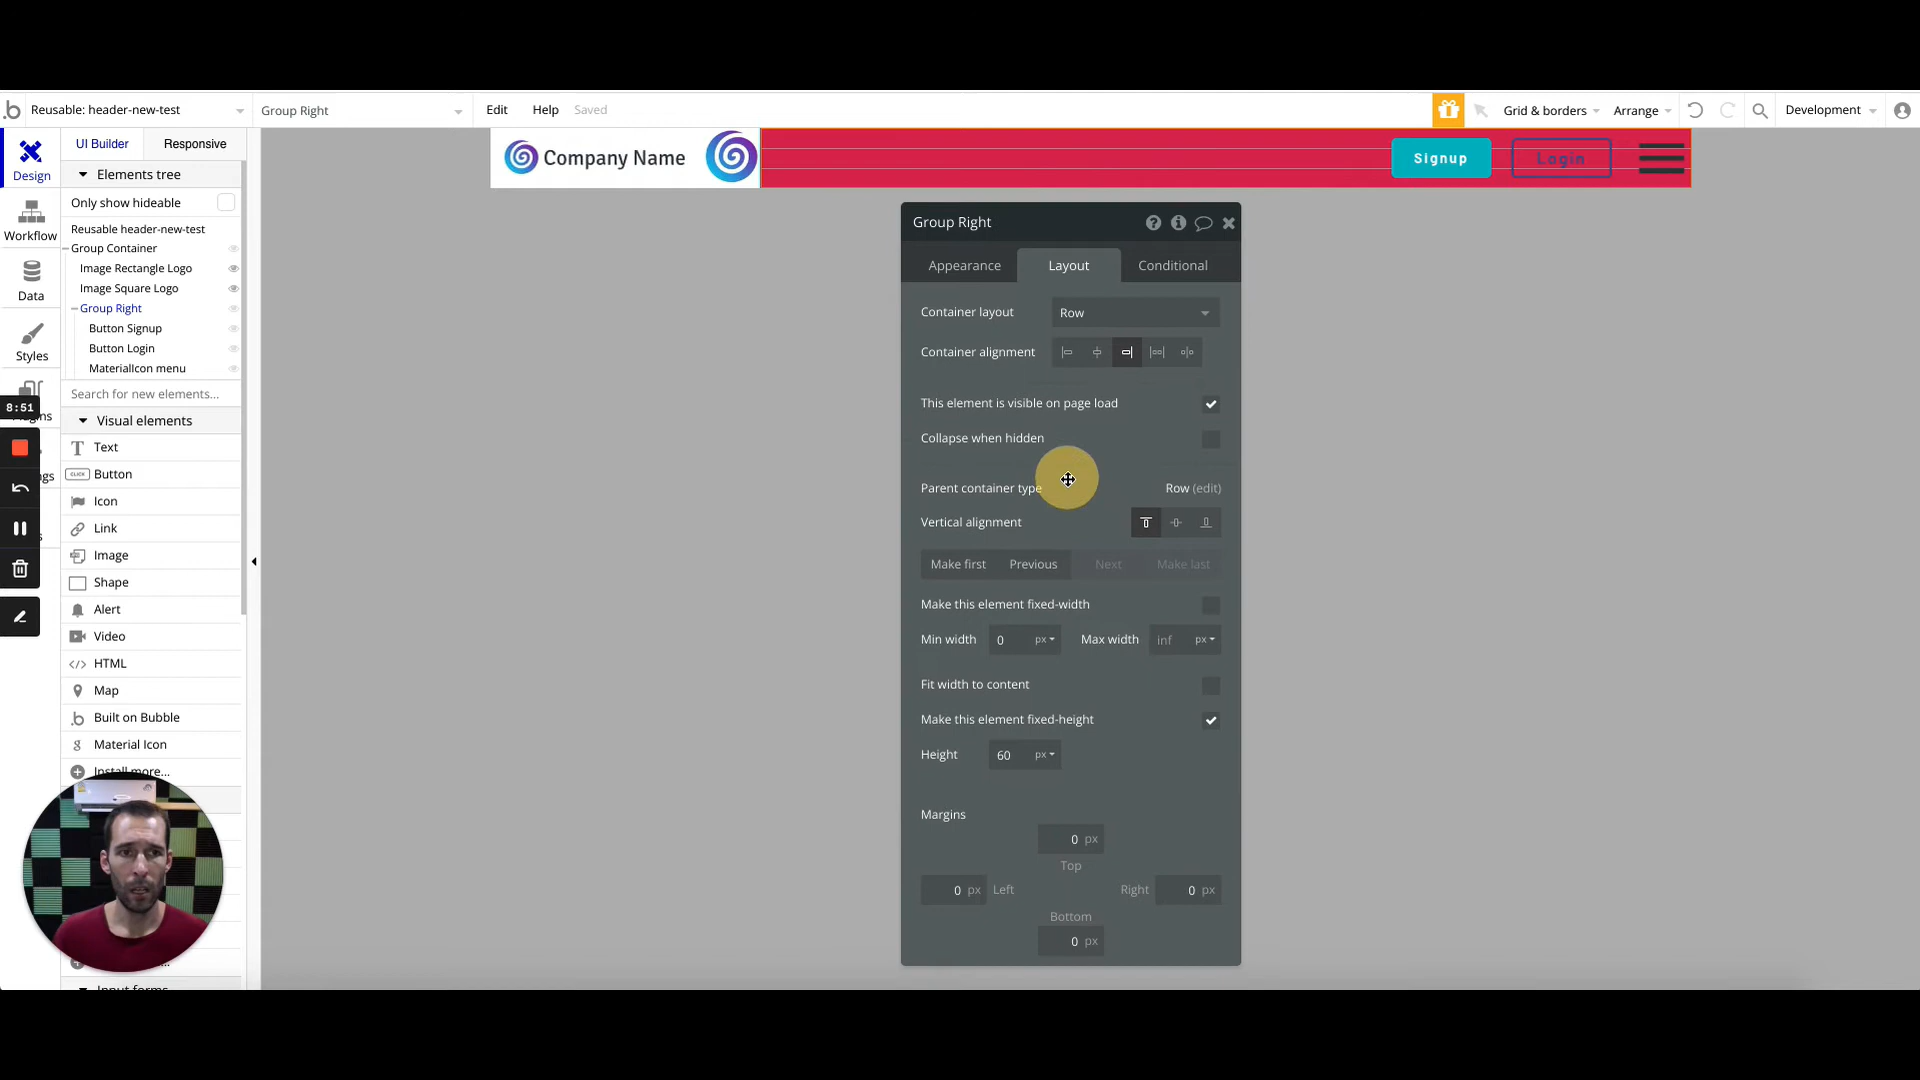 Reusable: header-new-test
Group Right
Edit
Help
Saved
Grid & borders
Arrange
Development
UI Builder
Responsive
Design
Workflow
Data
Styles
Elements tree
Only show hideable
Reusable header-new-test
Group Container
Image Rectangle Logo
Image Square Logo
Group Right
Button Signup
Button Login
MaterialIcon menu
Search for new elements...
8:51
Visual elements
Text
CLICK Button
Icon
Link
Image
Shape
Alert
Video
HTML
Map
Built on Bubble
Material Icon
Install more...
Input forms
Company Name
Signup
Login
Group Right
Appearance
Layout
Conditional
Container layout
Row
Container alignment
This element is visible on page load
Collapse when hidden
Parent container type
Row (edit)
Vertical alignment
Make first
Previous
Next
Make last
Make this element fixed-width
Min width 0 px
Max width inf px
Fit width to content
Make this element fixed-height
Height 60 px
Margins
0 px
Top
0 px Left
Right 0 px
Bottom
0 px